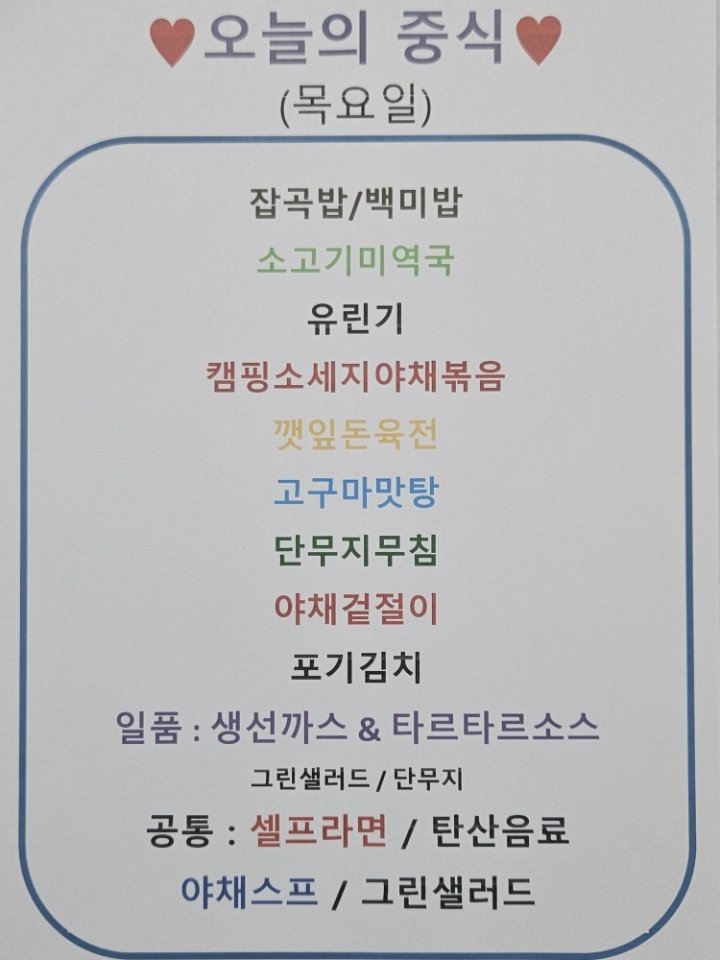 ♥오늘의 중식♥
(목요일)
잡곡밥/백미밥
소고기미역국
유린기
캠핑소세지야채볶음
깻잎돈육전
고구마맛탕
단무지무침
야채겉절이
포기김치
일품 : 생선까스 & 타르타르소스
그린샐러드 / 단무지
공통 : 셀프라면 / 탄산음료
야채스프 / 그린샐러드